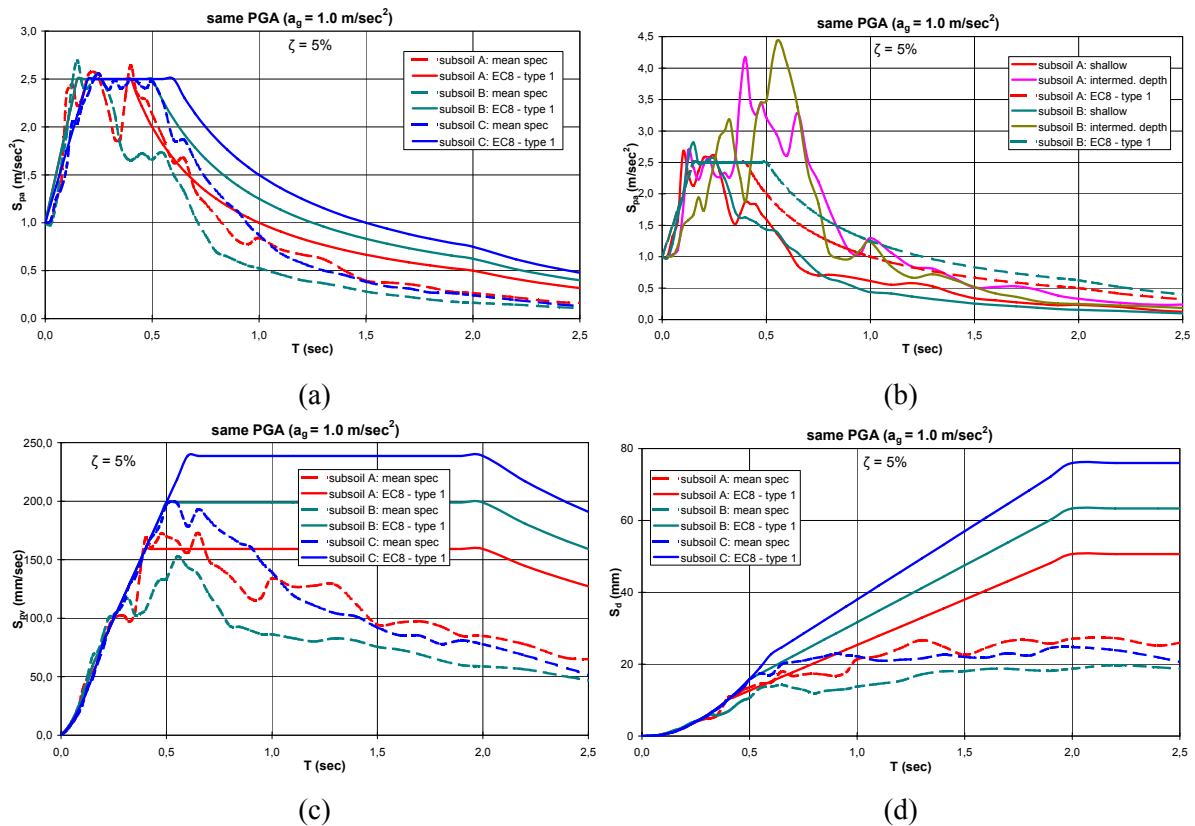 same PGA (ag = 1.0 m/sec2)
ζ = 5%
3,0
2,5
2,0
1,5
1,0
0,5
0,0
Spa (m/sec2)
subsoil A: mean spec
subsoil A: EC8 - type 1
subsoil B: mean spec
subsoil B: EC8 - type 1
subsoil C: mean spec
subsoil C: EC8 - type 1
0,0 0,5 1,0 1,5 2,0 2,5
T (sec)
(a)
same PGA (ag = 1.0 m/sec2)
ζ = 5%
4,5
4,0
3,5
3,0
2,5
2,0
1,5
1,0
0,5
0,0
Spa (m/sec2)
subsoil A: shallow
subsoil A: intermed. depth
subsoil A: EC8 - type 1
subsoil B: shallow
subsoil B: intermed. depth
subsoil B: EC8 - type 1
0,0 0,5 1,0 1,5 2,0 2,5
T (sec)
(b)
same PGA (ag = 1.0 m/sec2)
ζ = 5%
250,0
200,0
150,0
100,0
50,0
0,0
Spv (mm/sec)
subsoil A: mean spec
subsoil A: EC8 - type 1
subsoil B: mean spec
subsoil B: EC8 - type 1
subsoil C: mean spec
subsoil C: EC8 - type 1
0,0 0,5 1,0 1,5 2,0 2,5
T (sec)
(c)
same PGA (ag = 1.0 m/sec2)
ζ = 5%
80
60
40
20
0
Sd (mm)
subsoil A: mean spec
subsoil A: EC8 - type 1
subsoil B: mean spec
subsoil B: EC8 - type 1
subsoil C: mean spec
subsoil C: EC8 - type 1
0,0 0,5 1,0 1,5 2,0 2,5
T (sec)
(d)